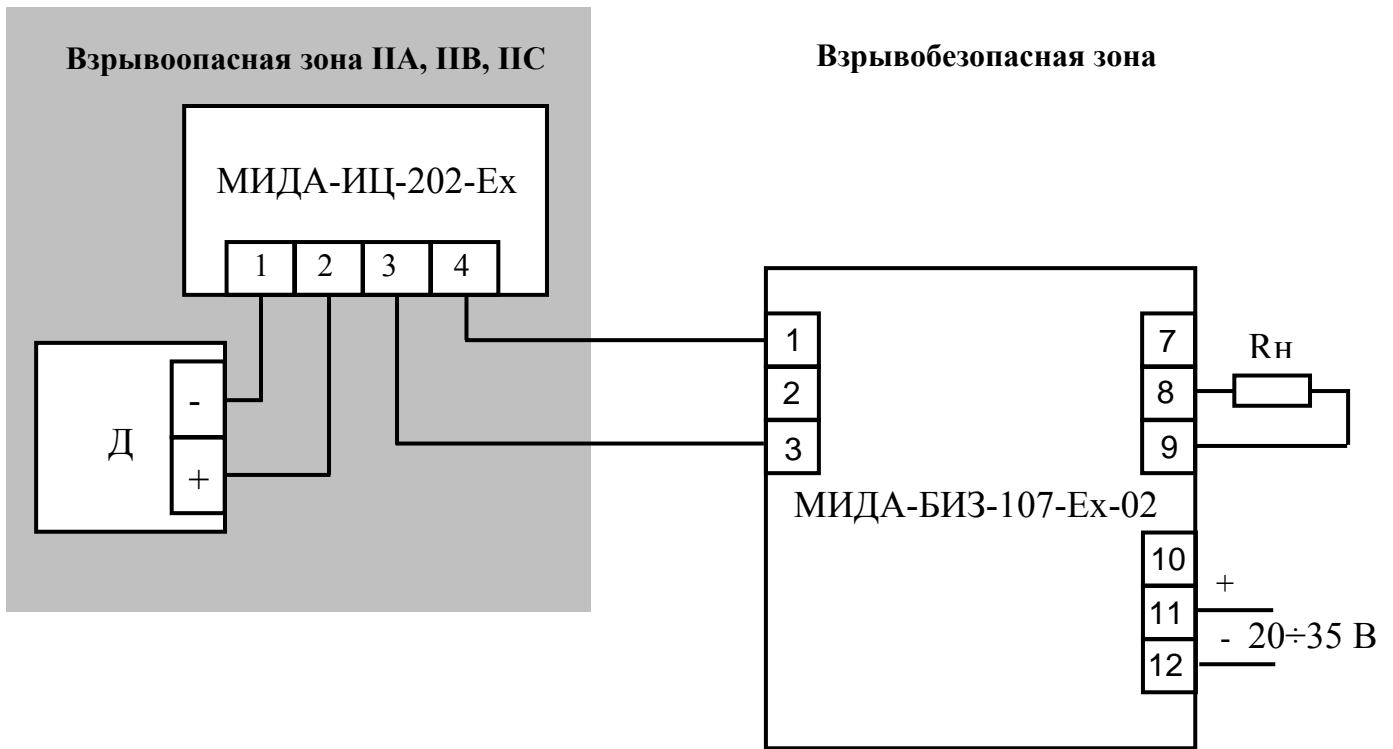 Взрывоопасная зона IIA, IIB, IIC
Взрывобезопасная зона
МИДА-ИЦ-202-Ex
1 2 3 4
Д
-
+
1
2
3
7
8
9
Rн
МИДА-БИЗ-107-Ex-02
10
11
12
+
- 20÷35 В